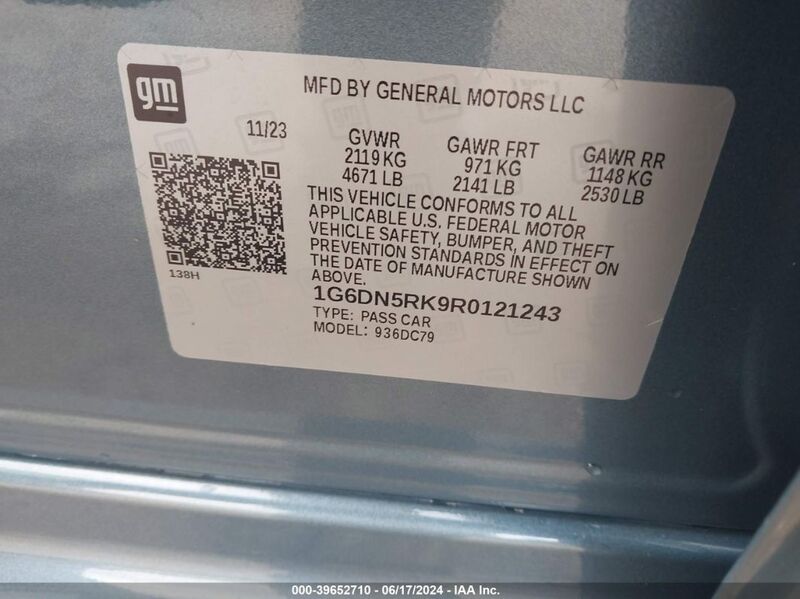 gm
MFD BY GENERAL MOTORS LLC
11/23
GVWR
2119 KG
4671 LB
GAWR FRT
971 KG
2141 LB
GAWR RR
1148 KG
2530 LB
THIS VEHICLE CONFORMS TO ALL
APPLICABLE U.S. FEDERAL MOTOR
VEHICLE SAFETY, BUMPER, AND THEFT
PREVENTION STANDARDS IN EFFECT ON
THE DATE OF MANUFACTURE SHOWN
ABOVE.
138H
1G6DN5RK9R0121243
TYPE: PASS CAR
MODEL: 936DC79
000-39652710 - 06/17/2024 - IAA Inc.